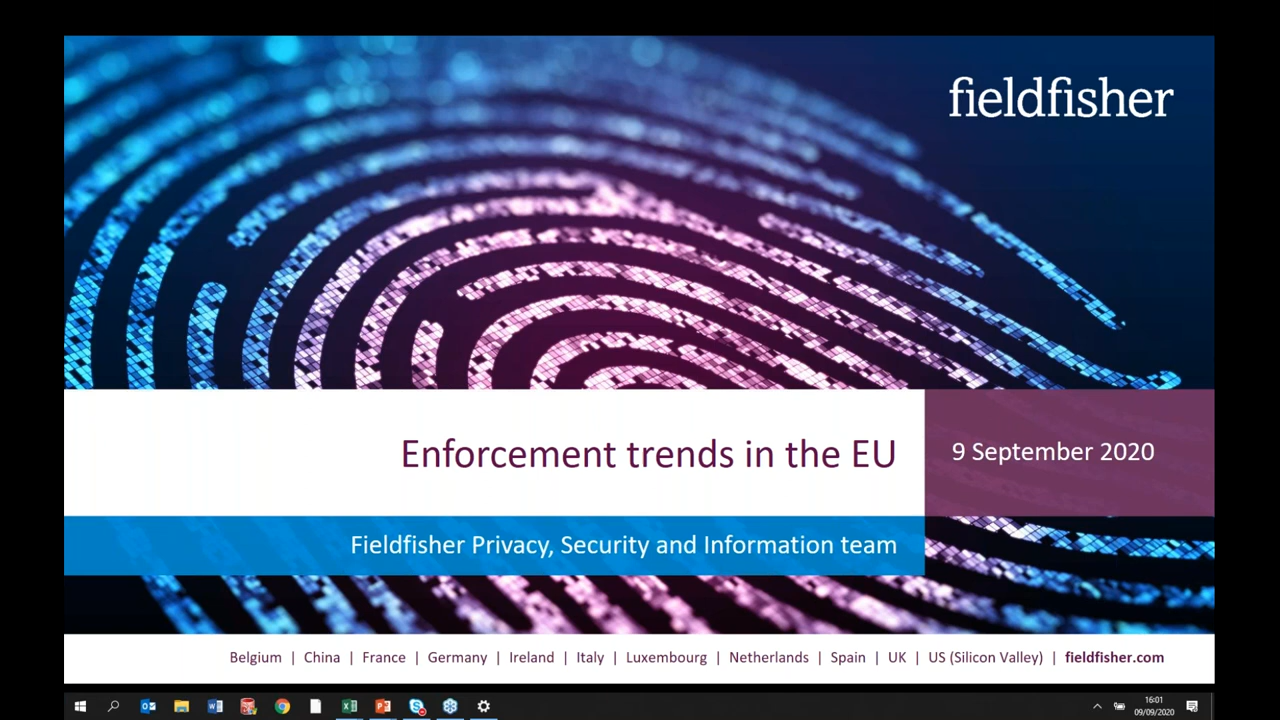 fieldfisher
Enforcement trends in the EU
9 September 2020
Fieldfisher Privacy, Security and Information team
Belgium | China | France | Germany | Ireland | Italy | Luxembourg | Netherlands | Spain | UK | US (Silicon Valley) | fieldfisher.com
16:01
09/09/2020